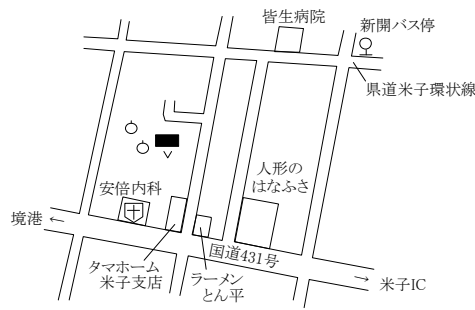 皆生病院
新開バス停
県道米子環状線
人形の
はなふさ
安倍内科
境港 ←
国道431号
タマホーム
米子支店
ラーメン
とん平
→ 米子IC